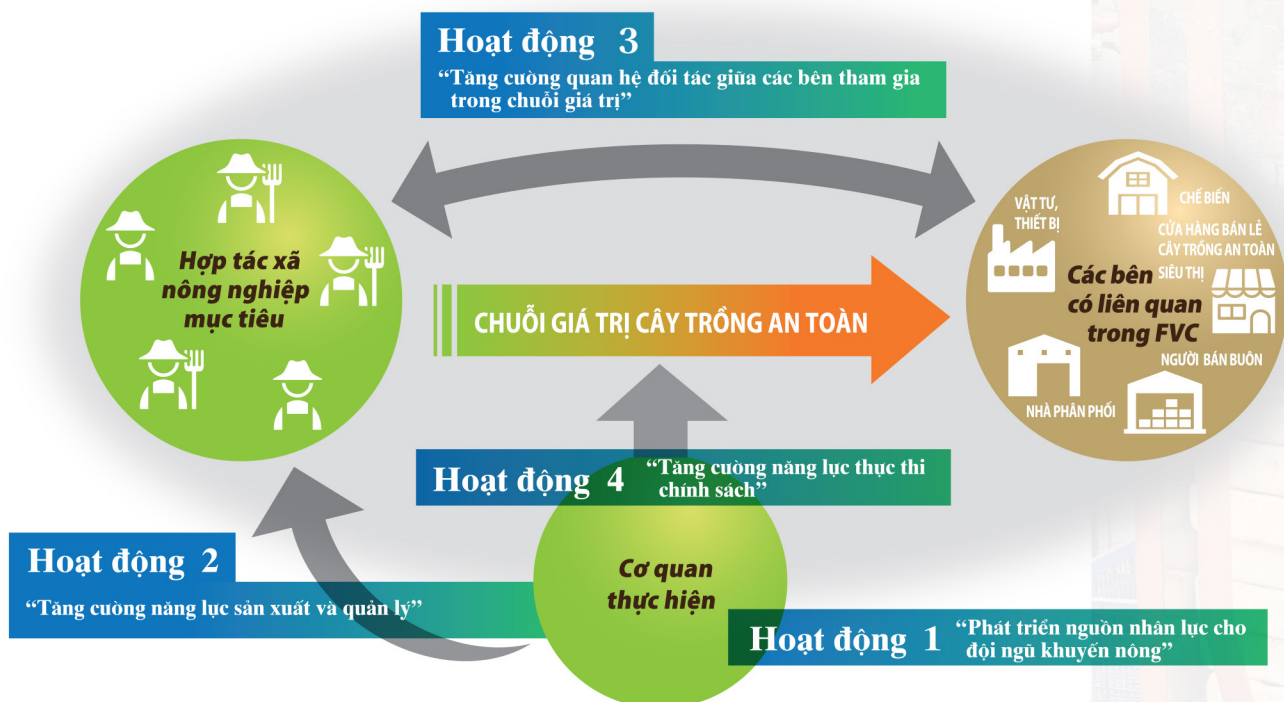 Hoạt động 3
“Tăng cường quan hệ đối tác giữa các bên tham gia
trong chuỗi giá trị”
Hợp tác xã
nông nghiệp
mục tiêu
CHUỖI GIÁ TRỊ CÂY TRỒNG AN TOÀN
CHẾ BIẾN
VẬT TƯ,
THIẾT BỊ
CỬA HÀNG BÁN LẺ
CÂY TRỒNG AN TOÀN
SIÊU THỊ
Các bên
có liên quan
trong FVC
NGƯỜI BÁN BUÔN
NHÀ PHÂN PHỐI
Hoạt động 4
“Tăng cường năng lực thực thi
chính sách”
Hoạt động 2
“Tăng cường năng lực sản xuất và quản lý”
Cơ quan
thực hiện
Hoạt động 1
“Phát triển nguồn nhân lực cho
đội ngũ khuyến nông”